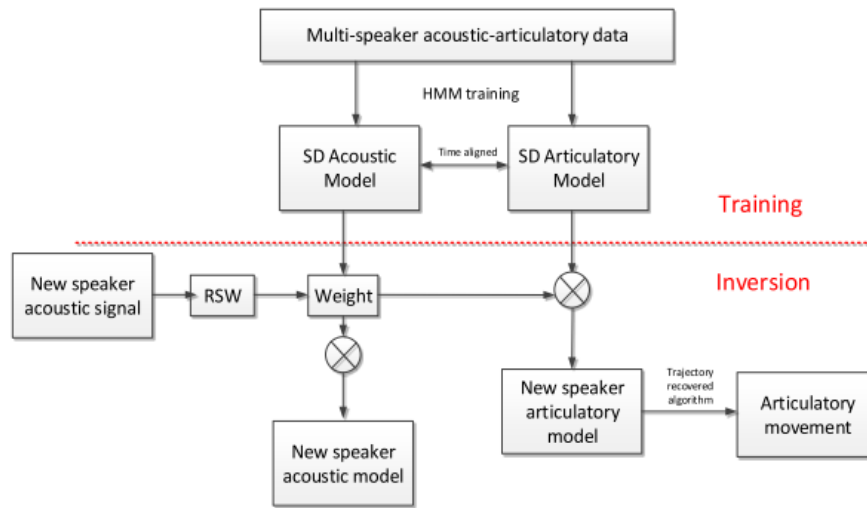 Multi-speaker acoustic-articulatory data
HMM training
SD Acoustic
Model
Time aligned
SD Articulatory
Model
Training
New speaker
acoustic signal
RSW
Weight
Inversion
New speaker
articulatory
model
Trajectory
recovered
algorithm
Articulatory
movement
New speaker
acoustic model